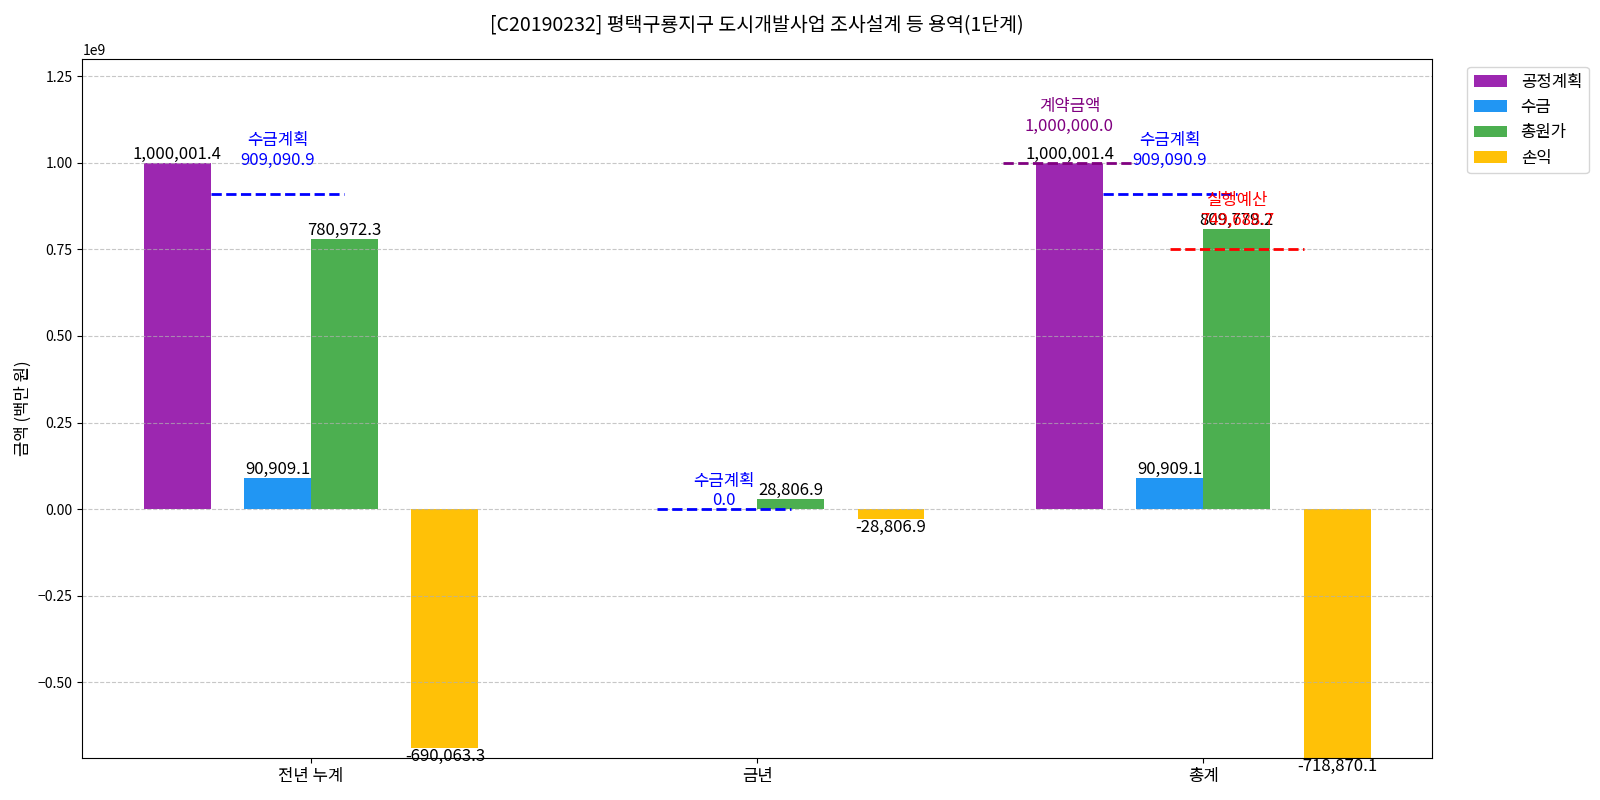 [C20190232] 평택구룡지구 도시개발사업 조사설계 등 용역(1단계)
1e9
1.25
1.00
0.75
0.50
0.25
0.00
−0.25
−0.50
금액 (백만 원)
공정계획
수금
총원가
손익
1,000,001.4
수금계획
909,090.9
780,972.3
90,909.1
-690,063.3
수금계획
0.0
28,806.9
-28,806.9
계약금액
1,000,000.0
1,000,001.4
수금계획
909,090.9
실행예산
90,909.1
-718,870.1
전년 누계
금년
총계